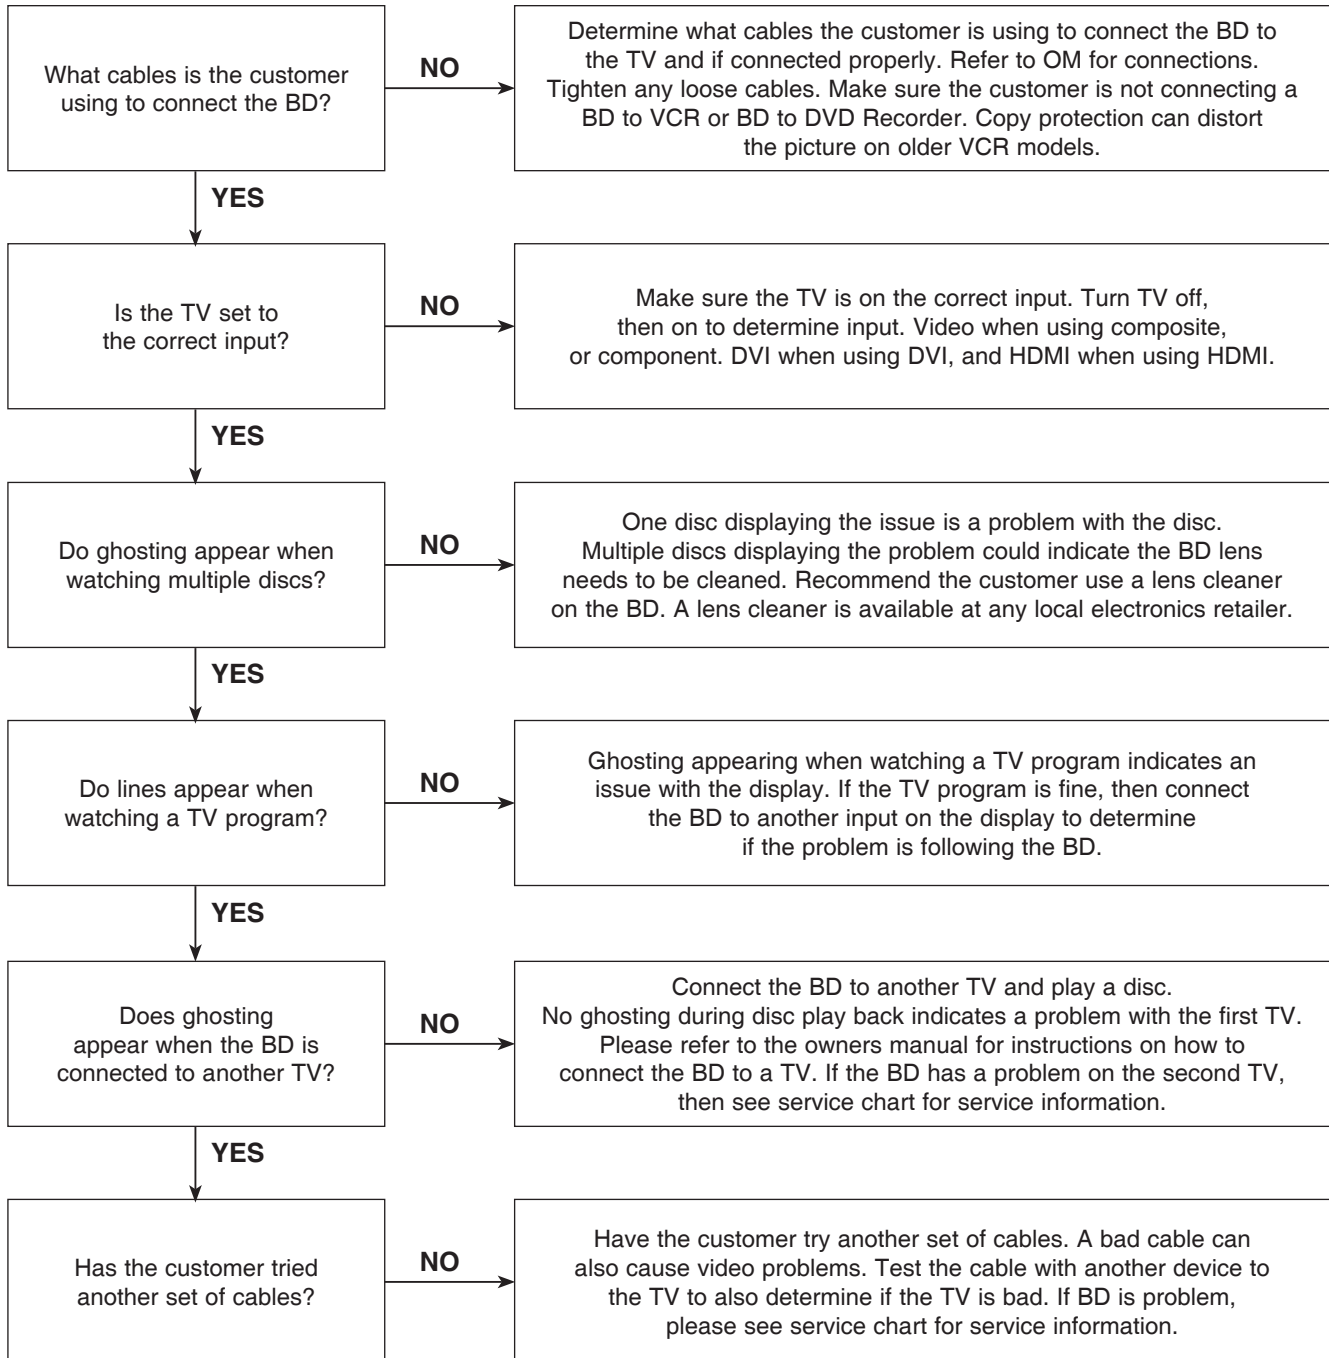 What cables is the customer
using to connect the BD?
NO
Determine what cables the customer is using to connect the BD to
the TV and if connected properly. Refer to OM for connections.
Tighten any loose cables. Make sure the customer is not connecting a
BD to VCR or BD to DVD Recorder. Copy protection can distort
the picture on older VCR models.
YES
Is the TV set to
the correct input?
NO
Make sure the TV is on the correct input. Turn TV off,
then on to determine input. Video when using composite,
or component. DVI when using DVI, and HDMI when using HDMI.
YES
Do ghosting appear when
watching multiple discs?
NO
One disc displaying the issue is a problem with the disc.
Multiple discs displaying the problem could indicate the BD lens
needs to be cleaned. Recommend the customer use a lens cleaner
on the BD. A lens cleaner is available at any local electronics retailer.
YES
Do lines appear when
watching a TV program?
NO
Ghosting appearing when watching a TV program indicates an
issue with the display. If the TV program is fine, then connect
the BD to another input on the display to determine
if the problem is following the BD.
YES
Does ghosting
appear when the BD is
connected to another TV?
NO
Connect the BD to another TV and play a disc.
No ghosting during disc play back indicates a problem with the first TV.
Please refer to the owners manual for instructions on how to
connect the BD to a TV. If the BD has a problem on the second TV,
then see service chart for service information.
YES
Has the customer tried
another set of cables?
NO
Have the customer try another set of cables. A bad cable can
also cause video problems. Test the cable with another device to
the TV to also determine if the TV is bad. If BD is problem,
please see service chart for service information.